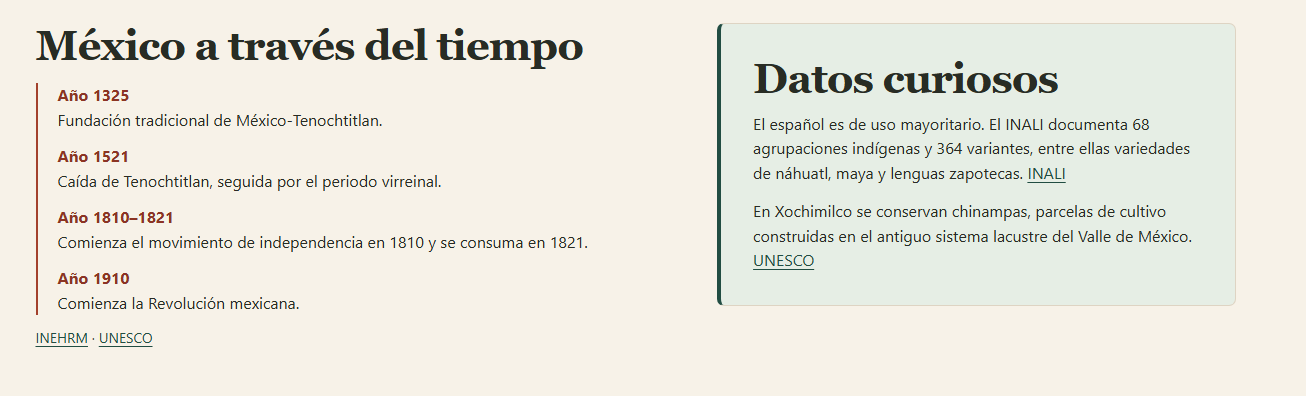 México a través del tiempo
Año 1325
Fundación tradicional de México-Tenochtitlan.
Año 1521
Caída de Tenochtitlan, seguida por el periodo virreinal.
Año 1810–1821
Comienza el movimiento de independencia en 1810 y se consuma en 1821.
Año 1910
Comienza la Revolución mexicana.
INEHRM · UNESCO
Datos curiosos
El español es de uso mayoritario. El INALI documenta 68
agrupaciones indígenas y 364 variantes, entre ellas variedades
de náhuatl, maya y lenguas zapotecas. INALI
En Xochimilco se conservan chinampas, parcelas de cultivo
construidas en el antiguo sistema lacustre del Valle de México.
UNESCO